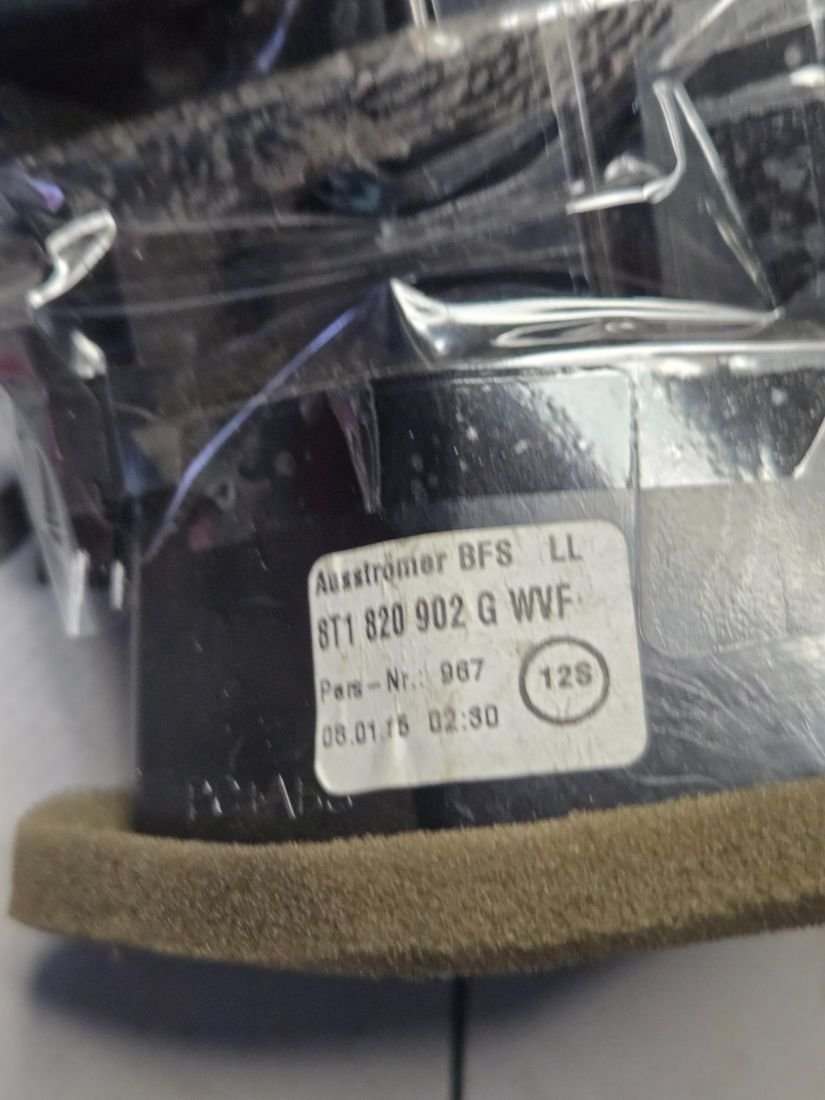 Ausströmer BFS LL
8T1 820 902 G WVF
Pers-Nr.: 967
12S
08.01.15 02:30